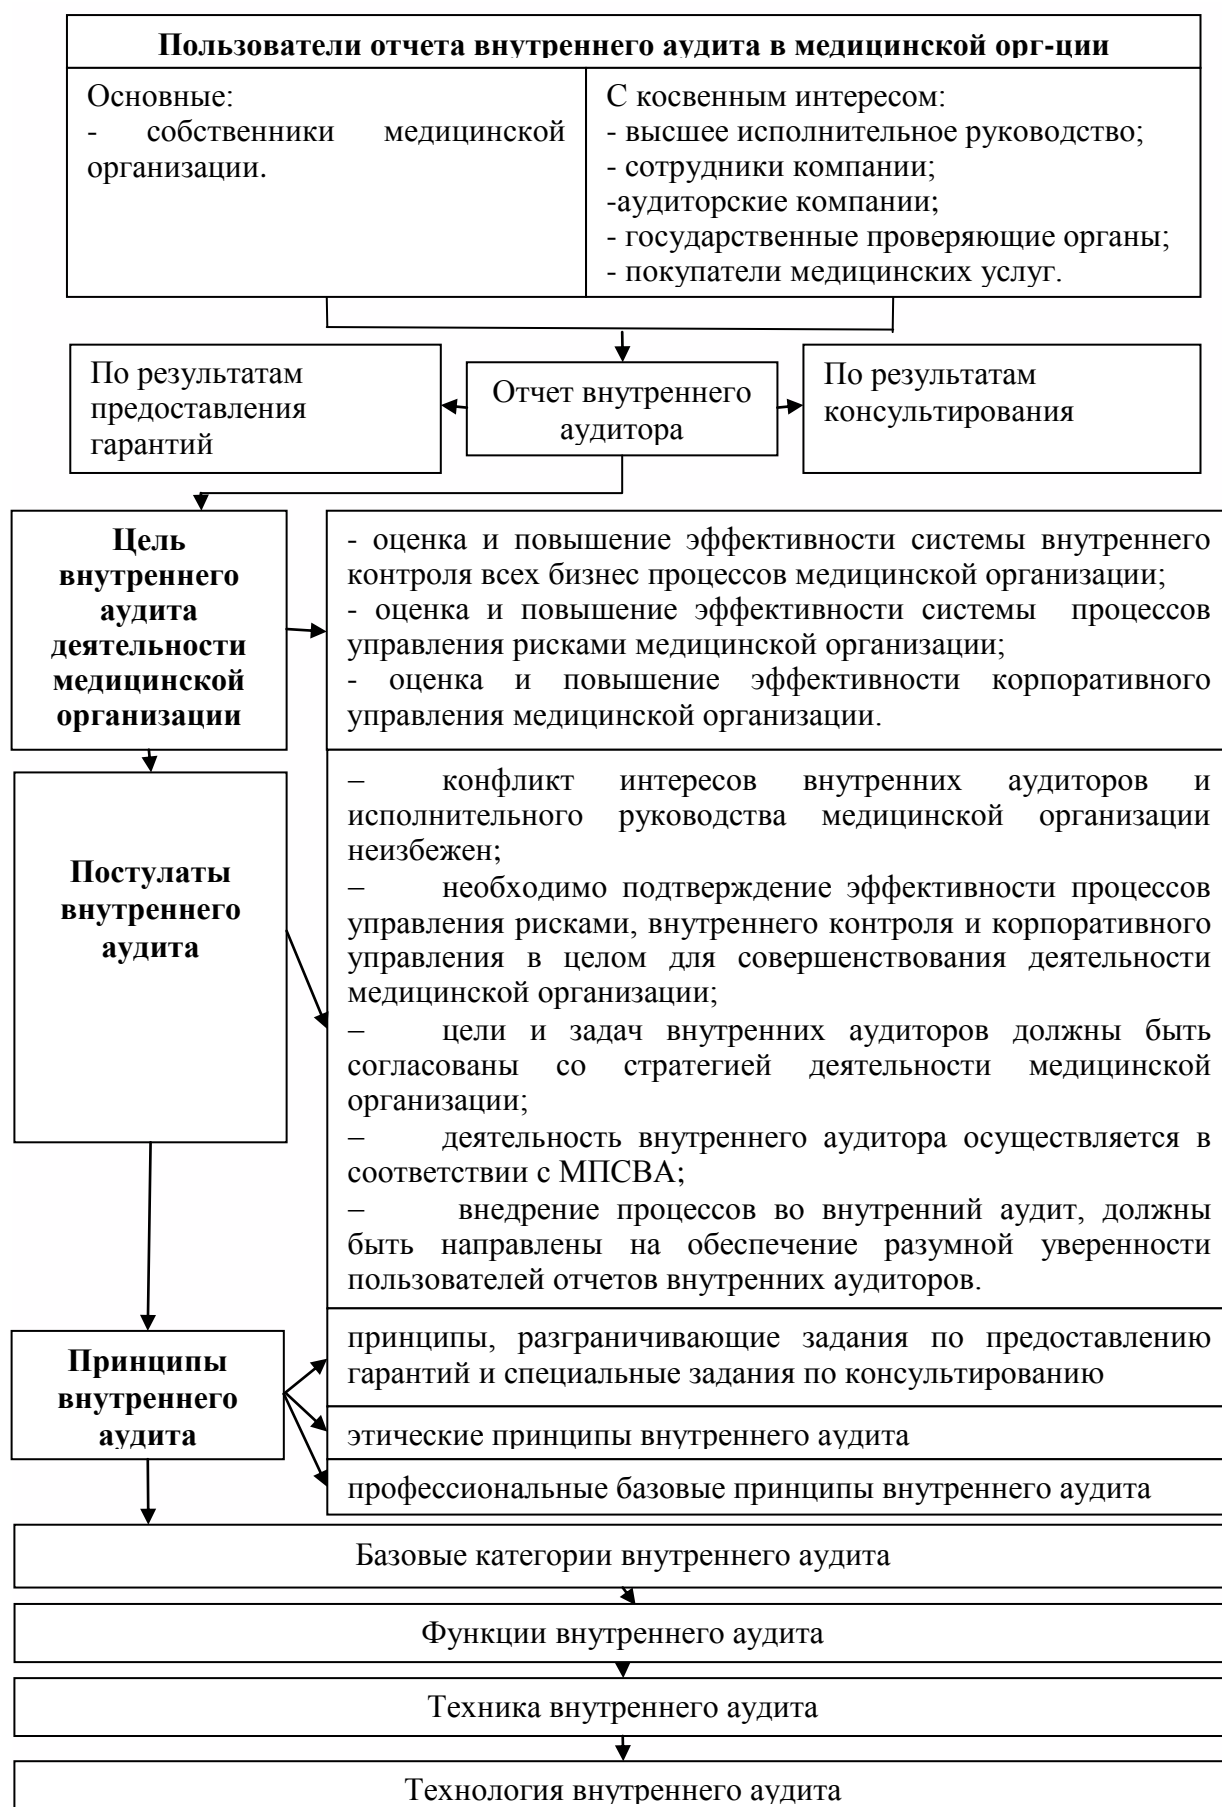 Пользователи отчета внутреннего аудита в медицинской орг-ции
Основные:
- собственники медицинской
организации.
С косвенным интересом:
- высшее исполнительное руководство;
- сотрудники компании;
-аудиторские компании;
- государственные проверяющие органы;
- покупатели медицинских услуг.
По результатам
предоставления
гарантий
Отчет внутреннего
аудитора
По результатам
консультирования
Цель
внутреннего
аудита
деятельности
медицинской
организации
- оценка и повышение эффективности системы внутреннего
контроля всех бизнес процессов медицинской организации;
- оценка и повышение эффективности системы процессов
управления рисками медицинской организации;
- оценка и повышение эффективности корпоративного
управления медицинской организации.
Постулаты
внутреннего
аудита
– конфликт интересов внутренних аудиторов и
исполнительного руководства медицинской организации
неизбежен;
– необходимо подтверждение эффективности процессов
управления рисками, внутреннего контроля и корпоративного
управления в целом для совершенствования деятельности
медицинской организации;
– цели и задач внутренних аудиторов должны быть
согласованы со стратегией деятельности медицинской
организации;
– деятельность внутреннего аудитора осуществляется в
соответствии с МПСВА;
– внедрение процессов во внутренний аудит, должны
быть направлены на обеспечение разумной уверенности
пользователей отчетов внутренних аудиторов.
Принципы
внутреннего
аудита
принципы, разграничивающие задания по предоставлению
гарантий и специальные задания по консультированию
этические принципы внутреннего аудита
профессиональные базовые принципы внутреннего аудита
Базовые категории внутреннего аудита
Функции внутреннего аудита
Техника внутреннего аудита
Технология внутреннего аудита